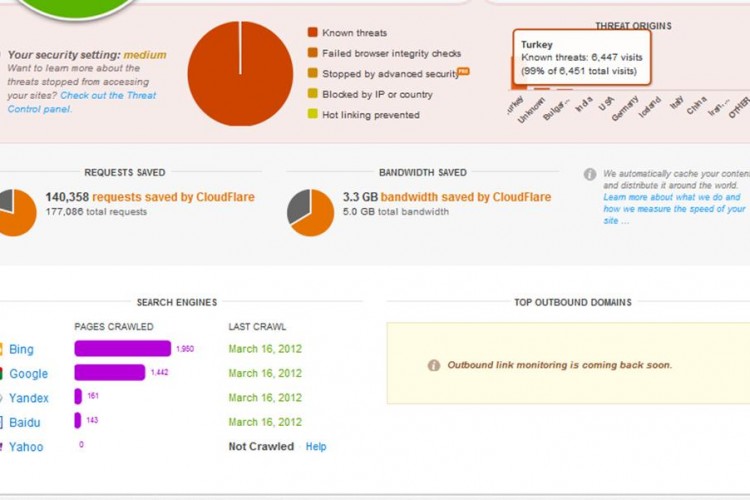 THREAT ORIGINS
Your security setting: medium
Want to learn more about the
threats stopped from accessing
your sites? Check out the Threat
Control panel.
Known threats
Failed browser integrity checks
Stopped by advanced security PRO
Blocked by IP or country
Hot linking prevented
Turkey
Known threats: 6,447 visits
(99% of 6,451 total visits)
Turkey
Unknown
Bulgar...
India
USA
Germany
Iceland
Italy
China
Iran...
OTHER
REQUESTS SAVED
140,358 requests saved by CloudFlare
177,086 total requests
BANDWIDTH SAVED
3.3 GB bandwidth saved by CloudFlare
5.0 GB total bandwidth
We automatically cache your content
and distribute it around the world.
Learn more about what we do and
how we measure the speed of your
site ...
SEARCH ENGINES
PAGES CRAWLED
LAST CRAWL
Bing 1,950 March 16, 2012
Google 1,442 March 16, 2012
Yandex 161 March 16, 2012
Baidu 143 March 16, 2012
Yahoo 0 Not Crawled · Help
TOP OUTBOUND DOMAINS
Outbound link monitoring is coming back soon.